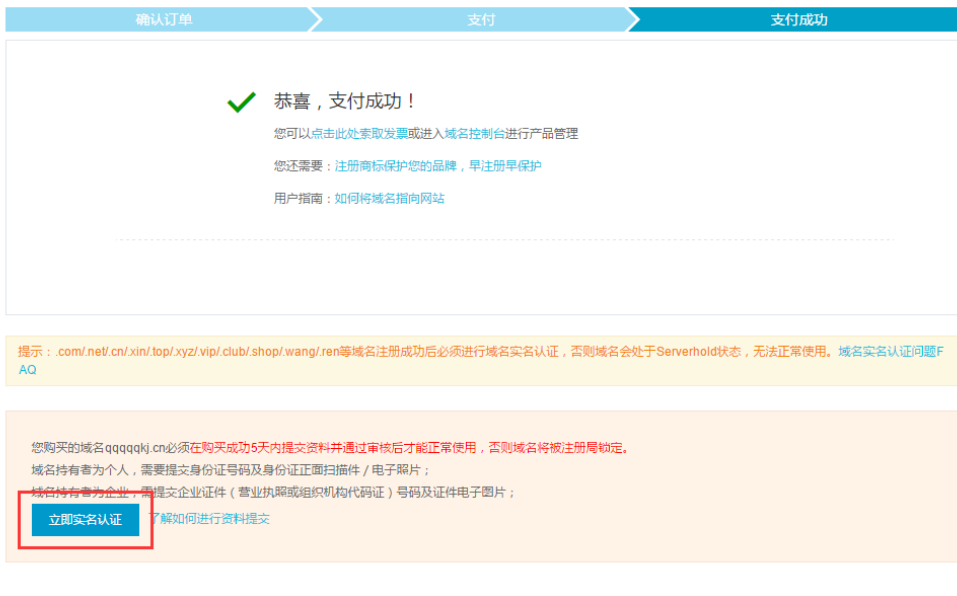 确认订单
支付
支付成功
恭喜，支付成功！
您可以点击此处索取发票或进入域名控制台进行产品管理
您还需要：注册商标保护您的品牌，早注册早保护
用户指南：如何将域名指向网站
提示：.com/.net/.cn/.xin/.top/.xyz/.vip/.club/.shop/.wang/.ren等域名注册成功后必须进行域名实名认证，否则域名会处于Serverhold状态，无法正常使用。域名实名认证问题F
AQ
您购买的域名qqqqqkj.cn必须在购买成功5天内提交资料并通过审核后才能正常使用，否则域名将被注册局锁定。
域名持有者为个人，需要提交身份证号码及身份证正面扫描件 / 电子照片；
域名持有者为企业，需提交企业证件（营业执照或组织机构代码证）号码及证件电子图片；
立即实名认证 了解如何进行资料提交